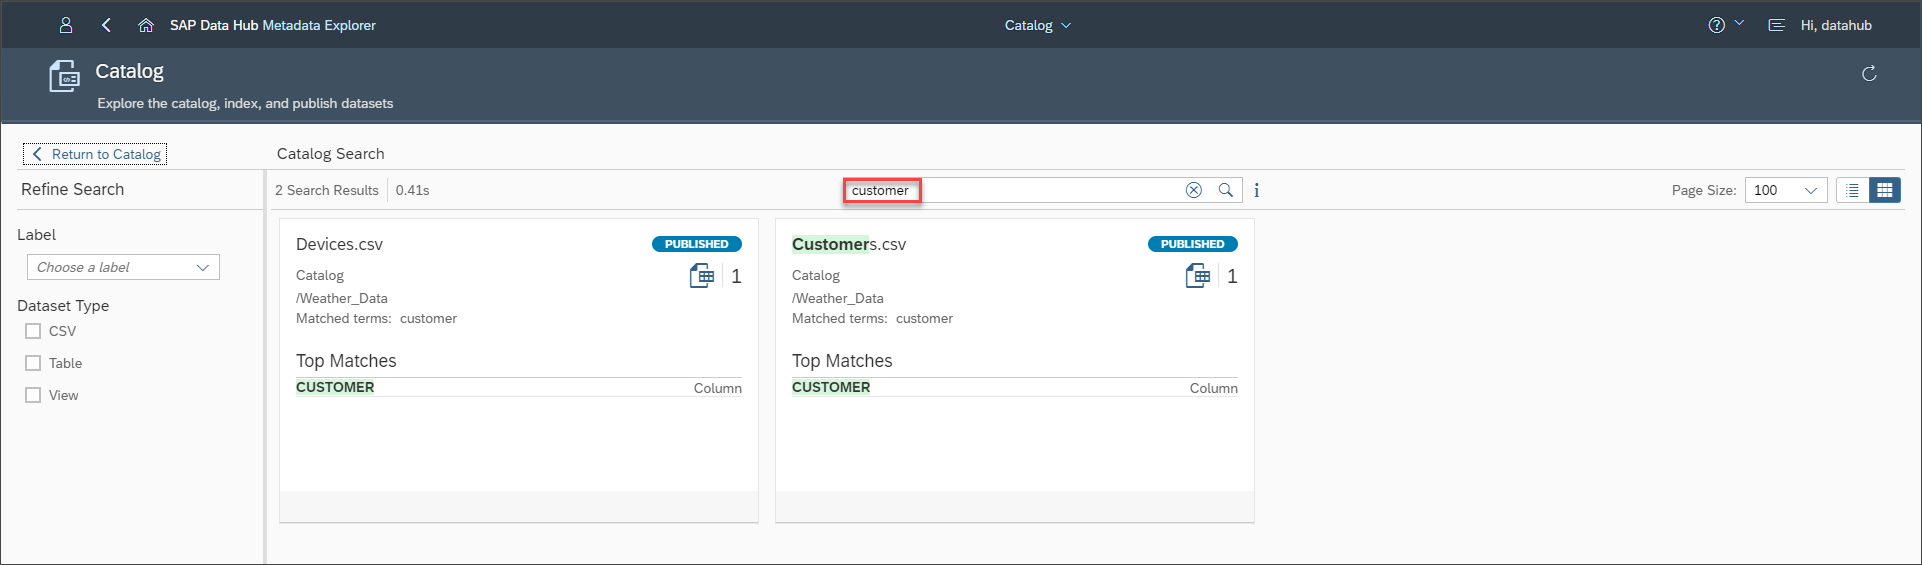 SAP Data Hub Metadata Explorer
Catalog
Hi, datahub
Catalog
Explore the catalog, index, and publish datasets
Return to Catalog
Catalog Search
Refine Search
2 Search Results
0.41s
customer
Page Size:
100
Label
Choose a label
Dataset Type
CSV
Table
View
Devices.csv
PUBLISHED
Catalog
1
/Weather_Data
Matched terms: customer
Top Matches
CUSTOMER
Column
Customers.csv
PUBLISHED
Catalog
1
/Weather_Data
Matched terms: customer
Top Matches
CUSTOMER
Column